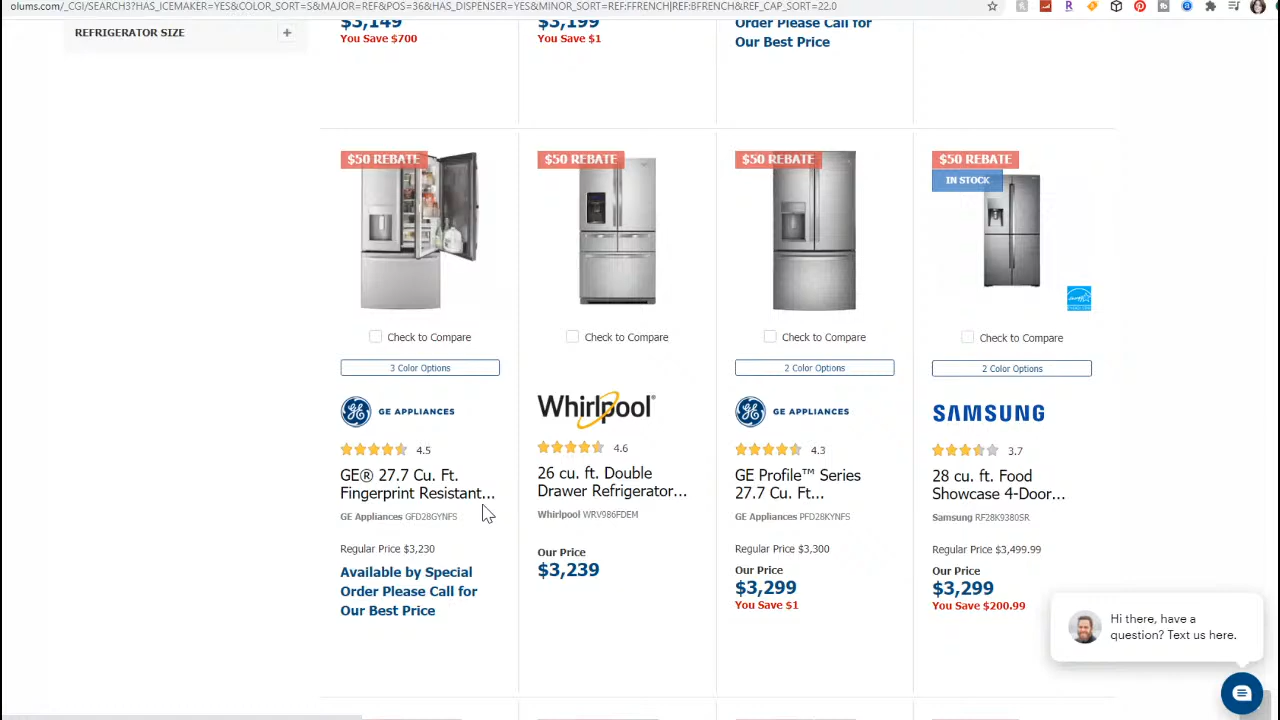 olums.com/_CGI/SEARCH3?HAS_ICEMAKER=YES&COLOR_SORT=S&MAJOR=REF&POS=36&HAS_DISPENSER=YES&MINOR_SORT=REF:FFRENCH|REF:BFRENCH&REF_CAP_SORT=22.0
REFRIGERATOR SIZE
$3,149
You Save $700
$3,199
You Save $1
Order Please Call for
Our Best Price
$50 REBATE
Check to Compare
3 Color Options
GE APPLIANCES
4.5
GE® 27.7 Cu. Ft.
Fingerprint Resistant...
GE Appliances GFD28GYNFS
Regular Price $3,230
Available by Special
Order Please Call for
Our Best Price
$50 REBATE
Check to Compare
Whirlpool
4.6
26 cu. ft. Double
Drawer Refrigerator...
Whirlpool WRV986FDEM
Our Price
$3,239
$50 REBATE
Check to Compare
2 Color Options
GE APPLIANCES
4.3
GE Profile™ Series
27.7 Cu. Ft...
GE Appliances PFD28KYNFS
Regular Price $3,300
Our Price
$3,299
You Save $1
$50 REBATE
IN STOCK
Check to Compare
2 Color Options
SAMSUNG
3.7
28 cu. ft. Food
Showcase 4-Door...
Samsung RF28K9380SR
Regular Price $3,499.99
Our Price
$3,299
You Save $200.99
Hi there, have a
question? Text us here.